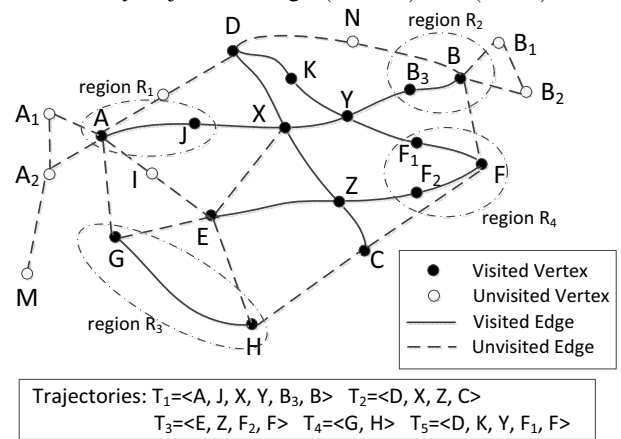 D
N
region R2
B1
K
B3
B
B2
region R1
A1
A
J
X
Y
F1
F
A2
I
F2
Z
region R4
E
G
C
M
region R3
H
Visited Vertex
Unvisited Vertex
Visited Edge
Unvisited Edge
Trajectories: T1=<A, J, X, Y, B3, B> T2=<D, X, Z, C>
T3=<E, Z, F2, F> T4=<G, H> T5=<D, K, Y, F1, F>